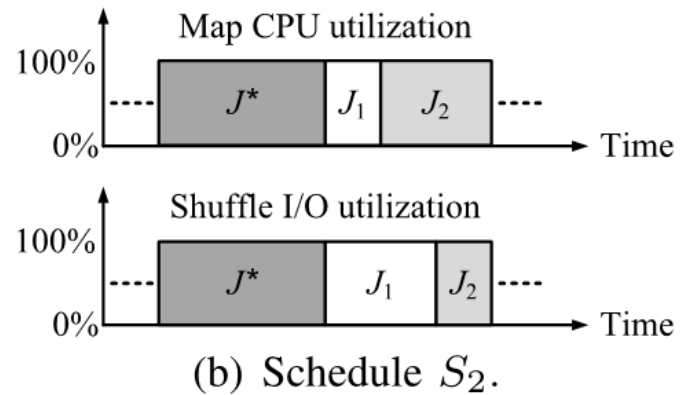 Map CPU utilization
100%
J* J₁ J₂
0% Time
Shuffle I/O utilization
100%
J* J₁ J₂
0% Time
(b) Schedule S₂.